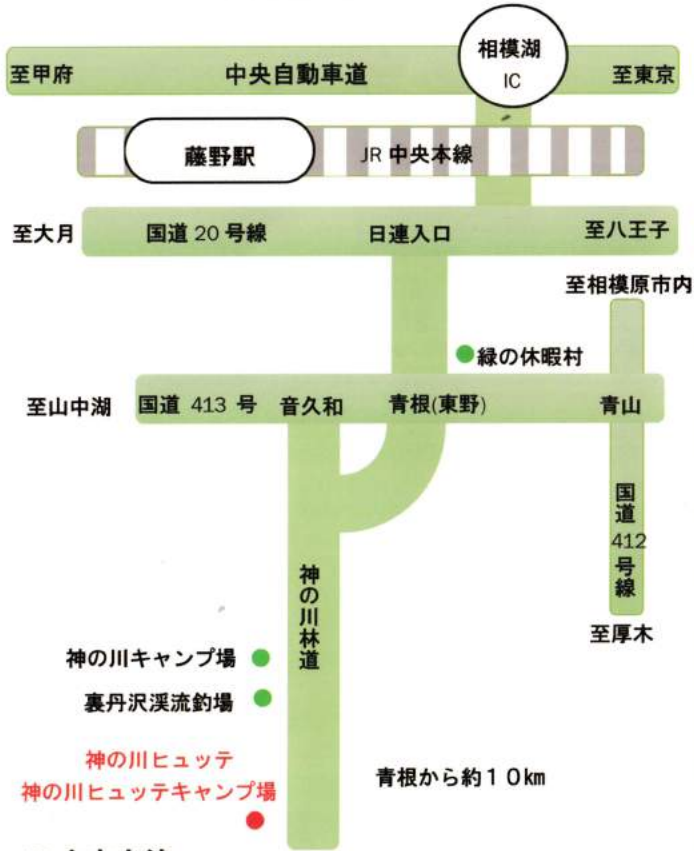 相模湖
IC
至甲府
中央自動車道
至東京
藤野駅
JR 中央本線
至大月
国道 20 号線
日連入口
至八王子
至相模原市内
緑の休暇村
至山中湖
国道 413 号
音久和
青根(東野)
青山
国道412号線
至厚木
神の川林道
神の川キャンプ場
裏丹沢渓流釣場
神の川ヒュッテ
神の川ヒュッテキャンプ場
青根から約10km